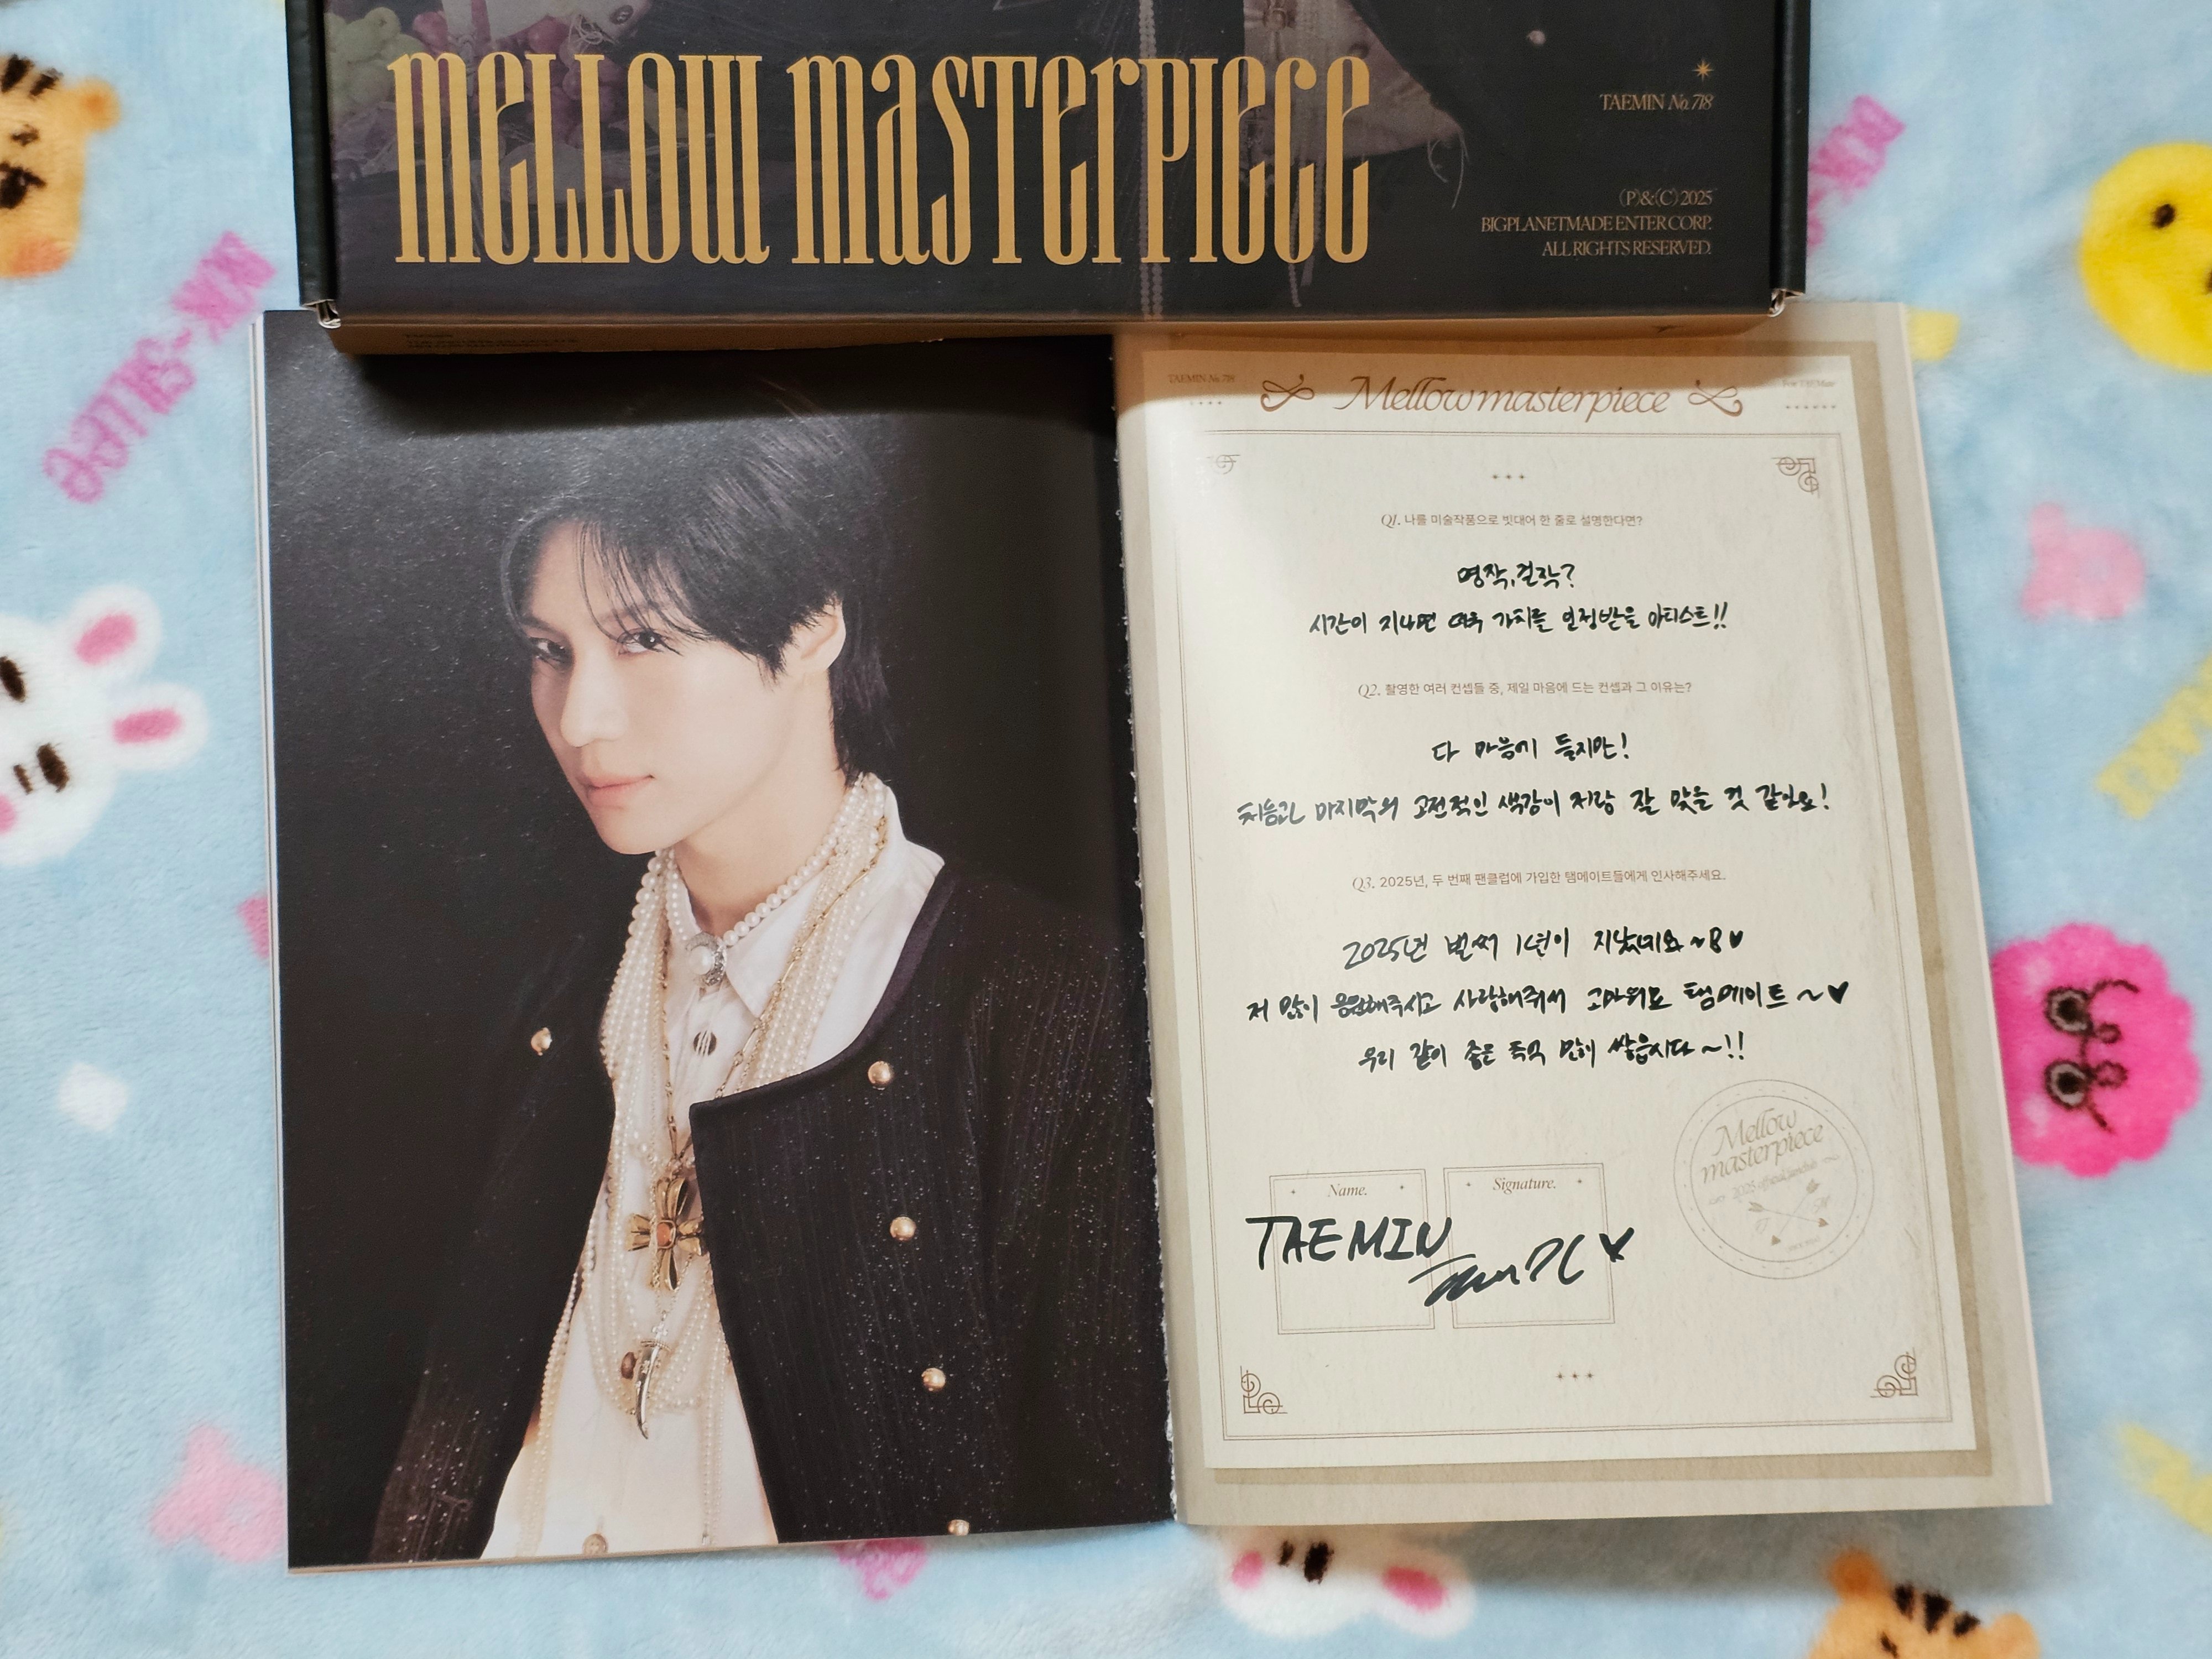 mellow masterpiece
TAEMIN No. 718
(P)&(C) 2025
BIGPLANETMADE ENTER CORP.
ALL RIGHTS RESERVED.
TAEMIN No. 718
Mellow masterpiece
For TAEMate
Q1. 나를 미술작품으로 빗대어 한 줄로 설명한다면?
명작, 걸작?
시간이 지나면 더욱 가치를 인정받을 아티스트!!
Q2. 촬영한 여러 컨셉들 중, 제일 마음에 드는 컨셉과 그 이유는?
다 마음에 들지만!
처음과 마지막의 고전적인 색감이 저랑 잘 맞을 것 같아요!
Q3. 2025년, 두 번째 팬클럽에 가입한 탬메이트들에게 인사해주세요.
2025년 벌써 1년이 지났네요~8♥
저 많이 응원해주시고 사랑해줘서 고마워요 탬메이트~♥
우리 같이 좋은 추억 많이 쌓읍시다~!!
Mellow
masterpiece
2025 official fanclub
Name.
Signature.
TAEMIN